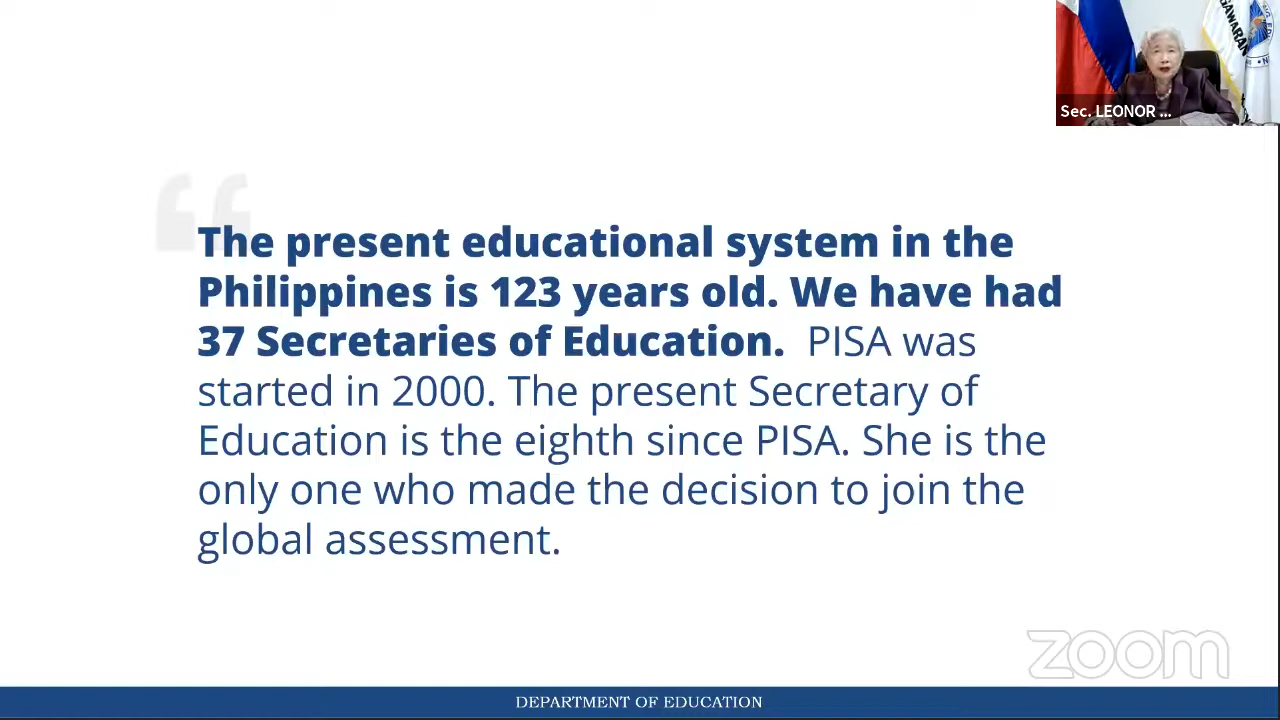 Sec. LEONOR ...
The present educational system in the
Philippines is 123 years old. We have had
37 Secretaries of Education. PISA was
started in 2000. The present Secretary of
Education is the eighth since PISA. She is the
only one who made the decision to join the
global assessment.
zoom
DEPARTMENT OF EDUCATION